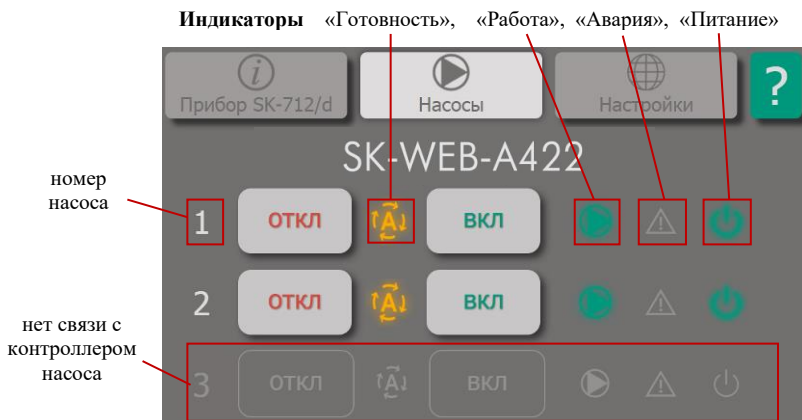 Индикаторы «Готовность», «Работа», «Авария», «Питание»
i
Прибор SK-712/d
Насосы
Настройки
?
SK-WEB-A422
номер
насоса
1 ОТКЛ A ВКЛ
2 ОТКЛ A ВКЛ
нет связи с
контроллером
насоса
3 ОТКЛ A ВКЛ